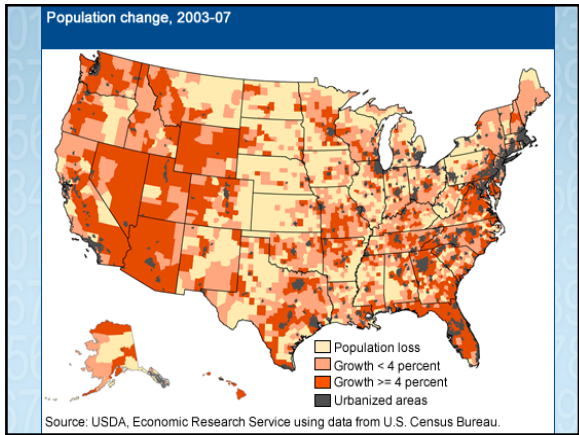 Population change, 2003-07
Population loss
Growth < 4 percent
Growth >= 4 percent
Urbanized areas
Source: USDA, Economic Research Service using data from U.S. Census Bureau.